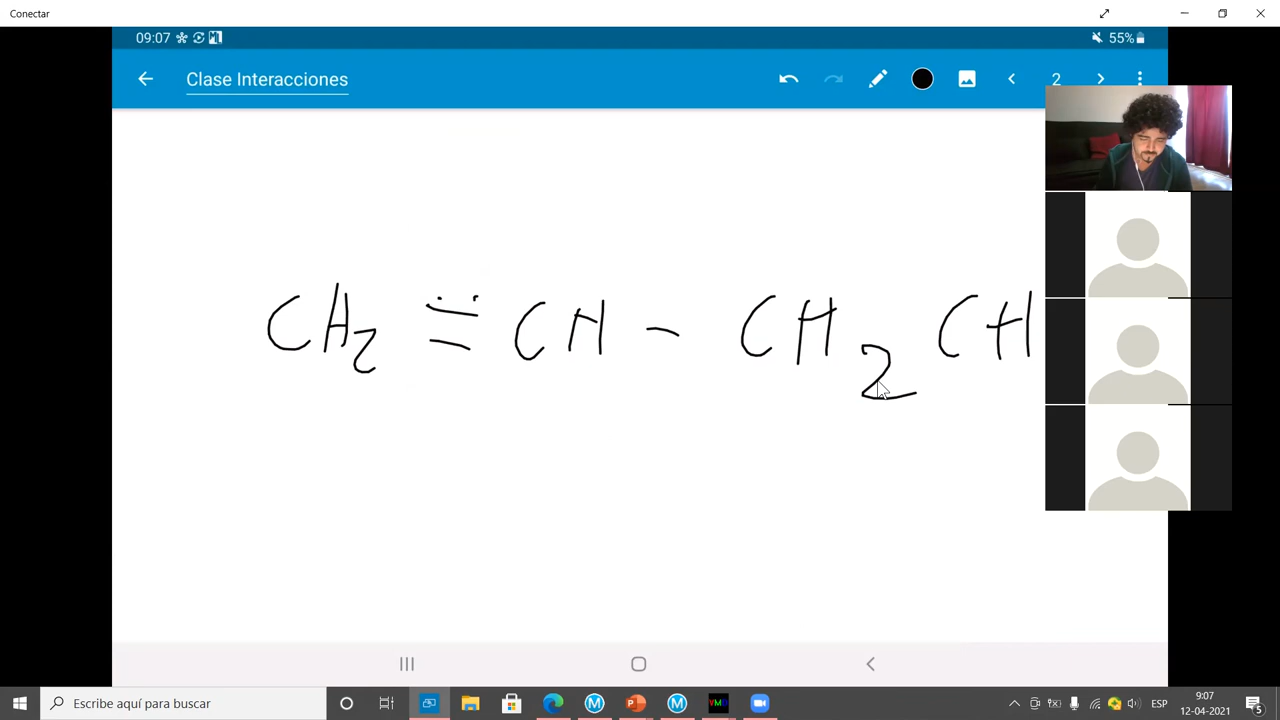 Conectar
09:07 55%
Clase Interacciones 2
CH2 = CH - CH2 CH
Escribe aquí para buscar
ESP
9:07
12-04-2021
5